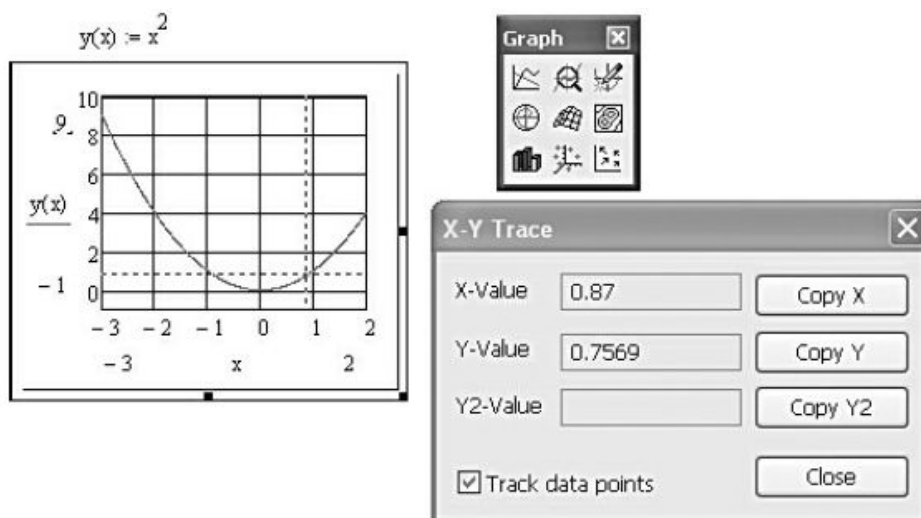 y(x) := x²
10
9
8
6
y(x)
4
2
−1
0
−3 −2 −1 0 1 2
−3 x 2
Graph
X-Y Trace
X-Value 0.87 Copy X
Y-Value 0.7569 Copy Y
Y2-Value Copy Y2
Track data points Close